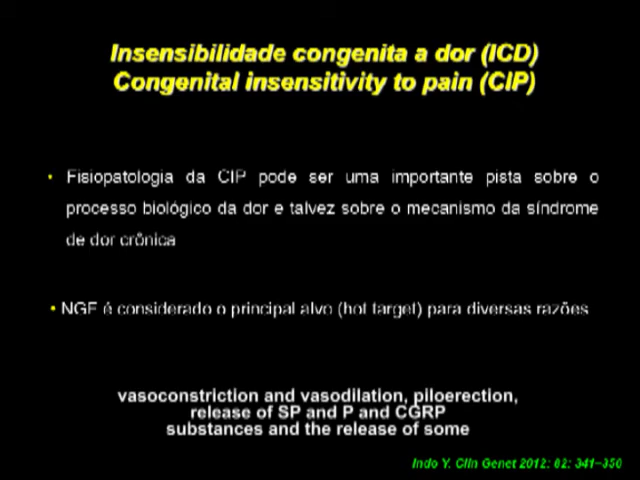 Insensibilidade congenita a dor (ICD)
Congenital insensitivity to pain (CIP)
• Fisiopatologia da CIP pode ser uma importante pista sobre o
processo biológico da dor e talvez sobre o mecanismo da síndrome
de dor crônica
• NGF é considerado o principal alvo (hot target) para diversas razões
vasoconstriction and vasodilation, piloerection,
release of SP and P and CGRP
substances and the release of some
Indo Y. Clin Genet 2012: 82: 341–350